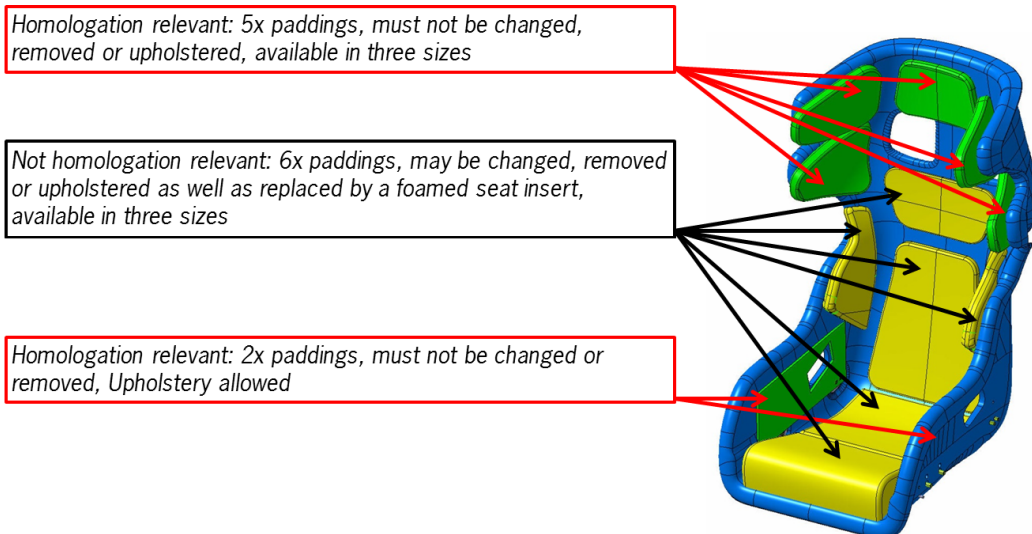 Homologation relevant: 5x paddings, must not be changed,
removed or upholstered, available in three sizes
Not homologation relevant: 6x paddings, may be changed, removed
or upholstered as well as replaced by a foamed seat insert,
available in three sizes
Homologation relevant: 2x paddings, must not be changed or
removed, Upholstery allowed